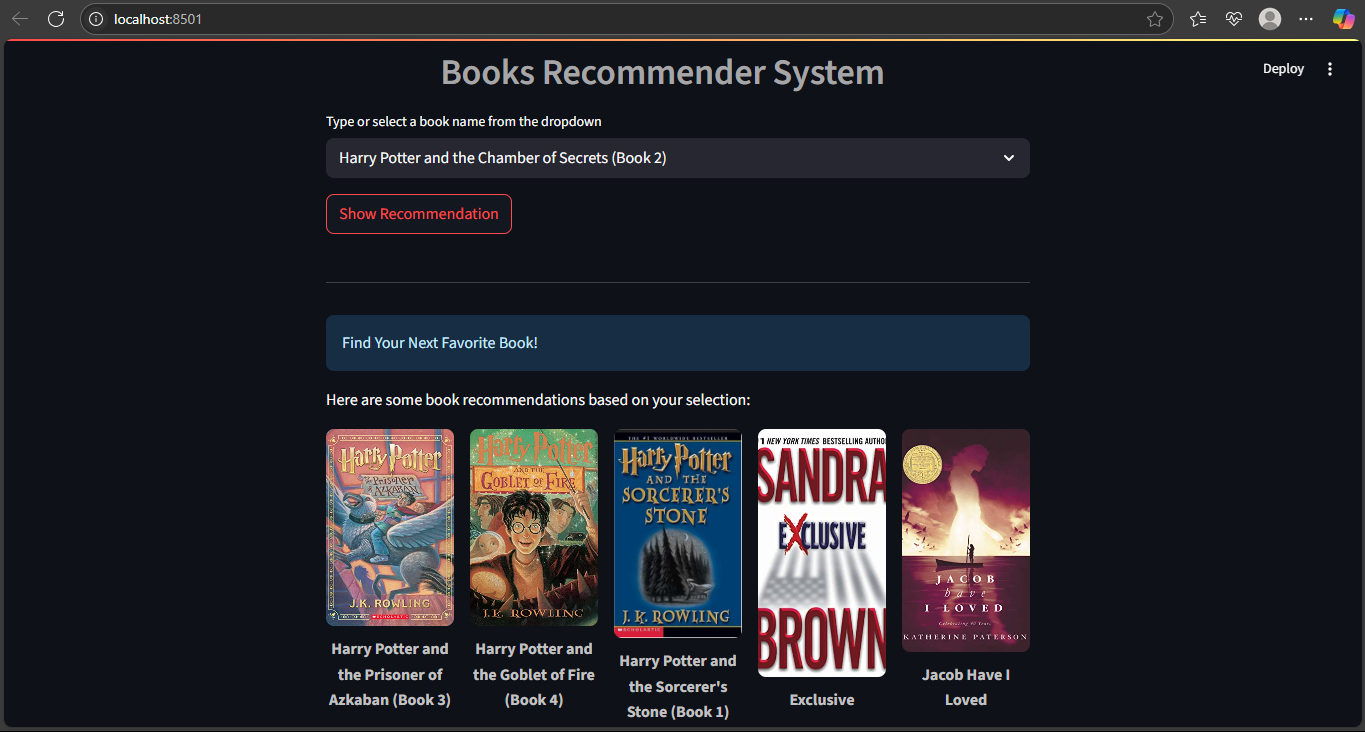 localhost:8501
Books Recommender System
Deploy
Type or select a book name from the dropdown
Harry Potter and the Chamber of Secrets (Book 2)
Show Recommendation
Find Your Next Favorite Book!
Here are some book recommendations based on your selection:
Harry Potter
AZKABAN
J.K. ROWLING
SCHOLASTIC
Harry Potter and
the Prisoner of
Azkaban (Book 3)
Harry Potter
AND THE
GOBLET OF FIRE
J.K. ROWLING
Harry Potter and
the Goblet of Fire
(Book 4)
THE #1 WORLDWIDE BESTSELLER
Harry Potter
AND THE
SORCERER'S
STONE
J.K. ROWLING
SCHOLASTIC
Harry Potter and
the Sorcerer's
Stone (Book 1)
1 NEW YORK TIMES BESTSELLING AUTHO
SANDRA
EXCLUSIVE
BROWN
Exclusive
JACOB
have
I LOVED
KATHERINE PATERSON
Jacob Have I
Loved